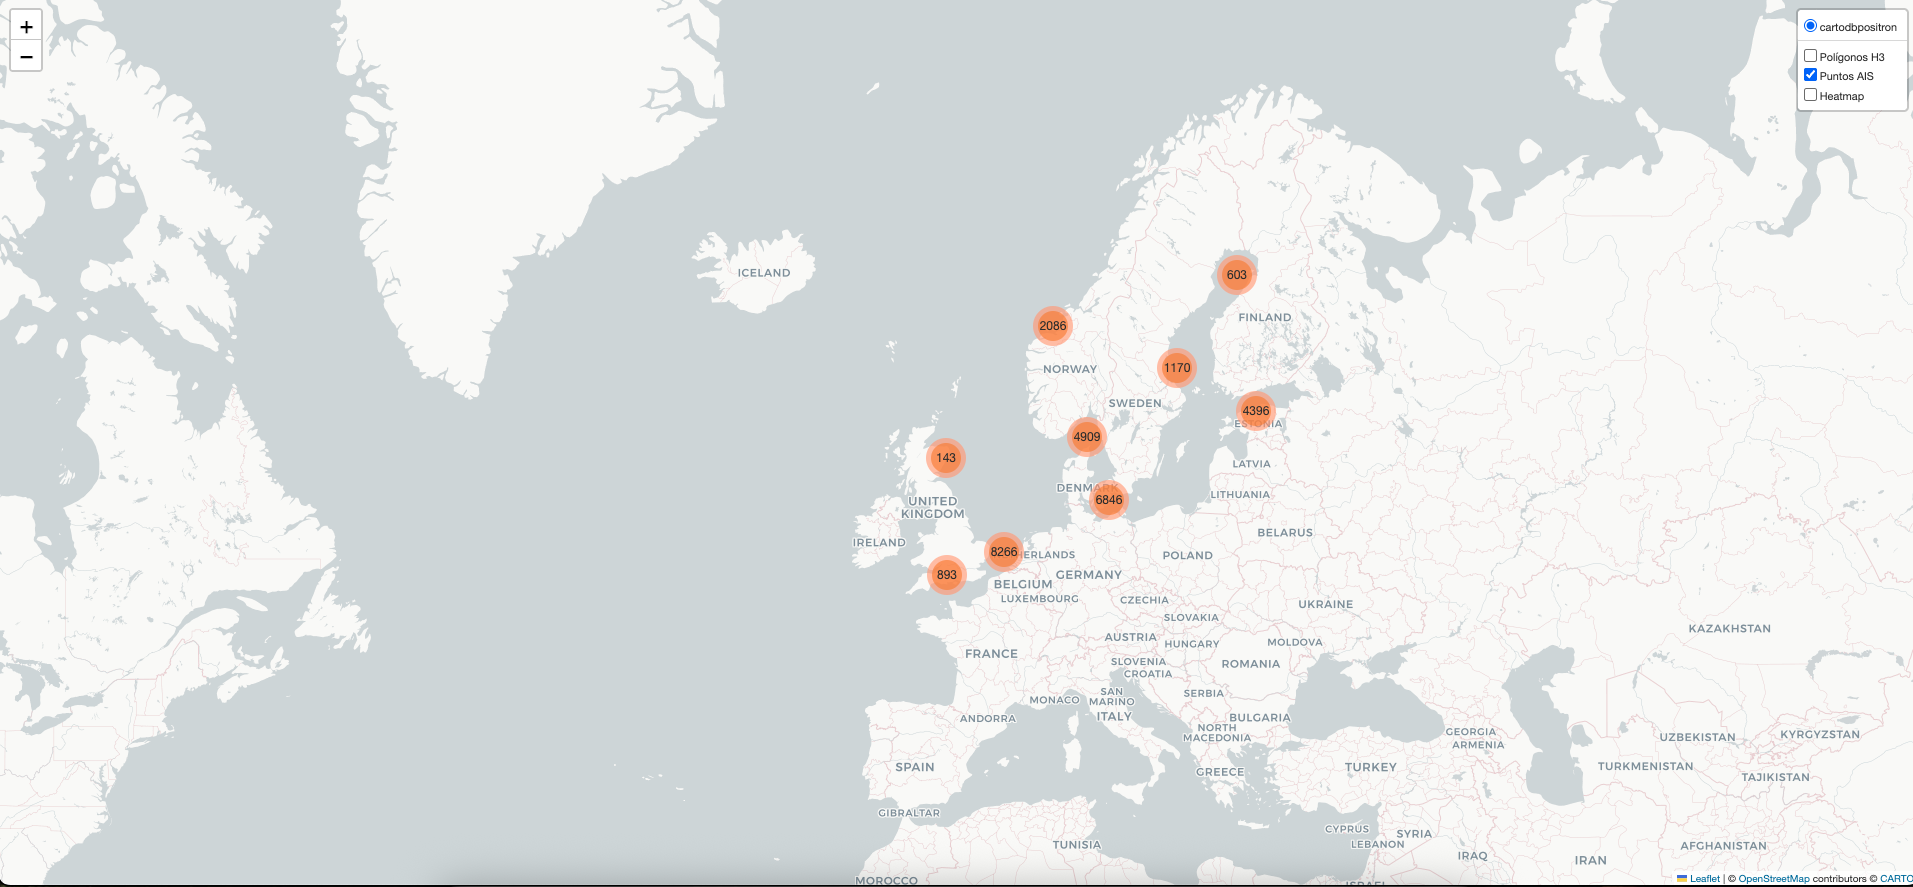 +
−
cartodbpositron
Polígonos H3
Puntos AIS
Heatmap
ICELAND
603
FINLAND
2086
NORWAY
1170
SWEDEN
4396
ESTONIA
4909
143
LATVIA
DENMARK
6846
LITHUANIA
UNITED
KINGDOM
BELARUS
IRELAND
8266
ERLANDS
POLAND
893
BELGIUM
GERMANY
LUXEMBOURG
CZECHIA
UKRAINE
SLOVAKIA
KAZAKHSTAN
AUSTRIA
HUNGARY
MOLDOVA
FRANCE
SLOVENIA
CROATIA
ROMANIA
MONACO
SAN
MARINO
SERBIA
ITALY
ANDORRA
BULGARIA
NORTH
MACEDONIA
GEORGIA
ARMENIA
UZBEKISTAN
KYRGYZSTAN
SPAIN
GREECE
TURKEY
TURKMENISTAN
TAJIKISTAN
GIBRALTAR
CYPRUS
LEBANON
SYRIA
TUNISIA
IRAQ
IRAN
AFGHANISTAN
MOROCCO
ISRAEL
Leaflet | © OpenStreetMap contributors © CARTO